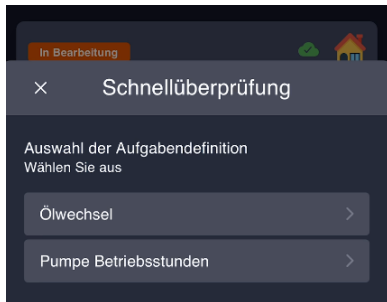 In Bearbeitung
Schnellüberprüfung
Auswahl der Aufgabendefinition
Wählen Sie aus
Ölwechsel
Pumpe Betriebsstunden